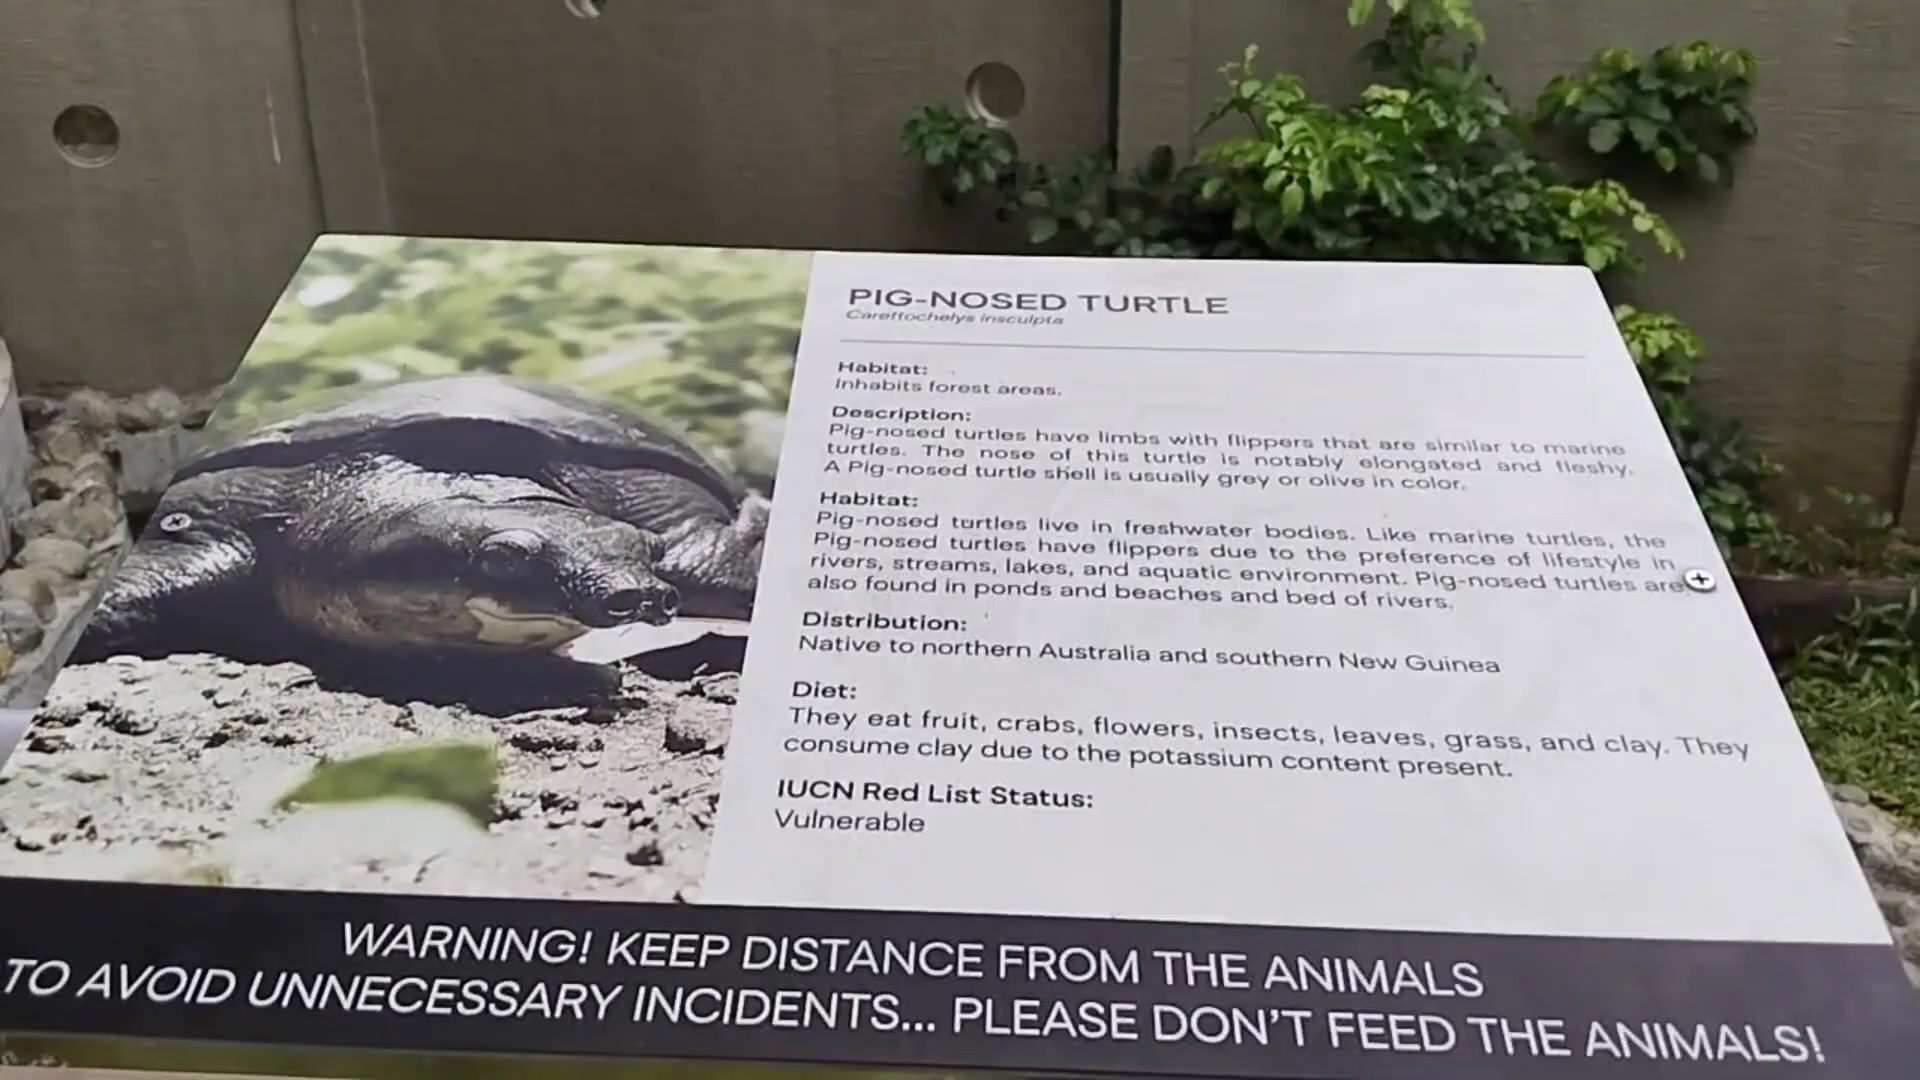 PIG-NOSED TURTLE
Carettochelys insculpta
Habitat:
Inhabits forest areas.
Description:
Pig-nosed turtles have limbs with flippers that are similar to marine
turtles. The nose of this turtle is notably elongated and fleshy.
A Pig-nosed turtle shell is usually grey or olive in color.
Habitat:
Pig-nosed turtles live in freshwater bodies. Like marine turtles, the
Pig-nosed turtles have flippers due to the preference of lifestyle in
rivers, streams, lakes, and aquatic environment. Pig-nosed turtles are
also found in ponds and beaches and bed of rivers.
Distribution:
Native to northern Australia and southern New Guinea
Diet:
They eat fruit, crabs, flowers, insects, leaves, grass, and clay. They
consume clay due to the potassium content present.
IUCN Red List Status:
Vulnerable
WARNING! KEEP DISTANCE FROM THE ANIMALS
TO AVOID UNNECESSARY INCIDENTS... PLEASE DON'T FEED THE ANIMALS!